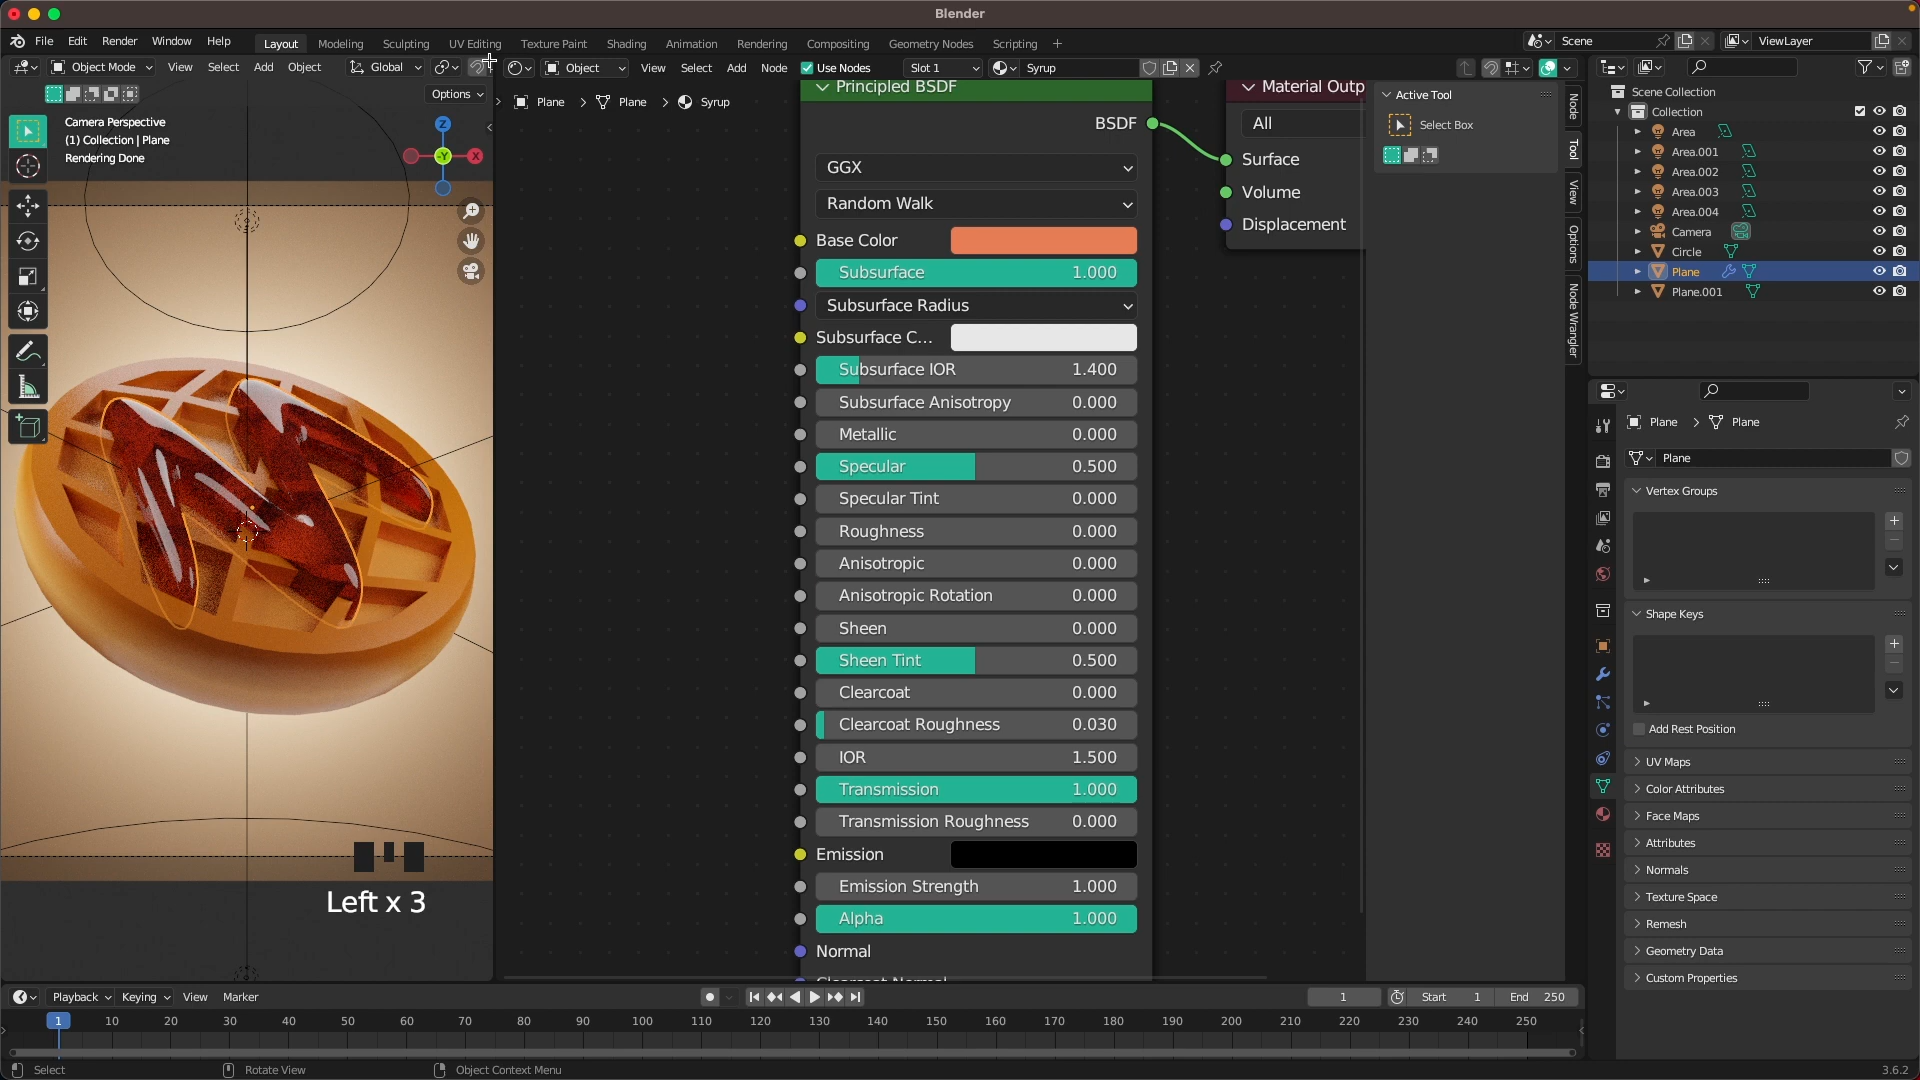 Blender
File Edit Render Window Help
Layout Modeling Sculpting UV Editing Texture Paint Shading Animation Rendering Compositing Geometry Nodes Scripting +
Scene
ViewLayer
Object Mode View Select Add Object Global
Object View Select Add Node Use Nodes Slot 1 Syrup
Options
Plane > Plane > Syrup
Camera Perspective
(1) Collection | Plane
Rendering Done
Z
-Y
X
Left x 3
Principled BSDF
BSDF
GGX
Random Walk
Base Color
Subsurface 1.000
Subsurface Radius
Subsurface C...
Subsurface IOR 1.400
Subsurface Anisotropy 0.000
Metallic 0.000
Specular 0.500
Specular Tint 0.000
Roughness 0.000
Anisotropic 0.000
Anisotropic Rotation 0.000
Sheen 0.000
Sheen Tint 0.500
Clearcoat 0.000
Clearcoat Roughness 0.030
IOR 1.500
Transmission 1.000
Transmission Roughness 0.000
Emission
Emission Strength 1.000
Alpha 1.000
Normal
Material Outp
All
Surface
Volume
Displacement
Active Tool
Select Box
Node
Tool
View
Options
Node Wrangler
Scene Collection
Collection
Area
Area.001
Area.002
Area.003
Area.004
Camera
Circle
Plane
Plane.001
Plane > Plane
Plane
Vertex Groups
Shape Keys
Add Rest Position
UV Maps
Color Attributes
Face Maps
Attributes
Normals
Texture Space
Remesh
Geometry Data
Custom Properties
Playback Keying View Marker
1 Start 1 End 250
1 10 20 30 40 50 60 70 80 90 100 110 120 130 140 150 160 170 180 190 200 210 220 230 240 250
Select Rotate View Object Context Menu
3.6.2